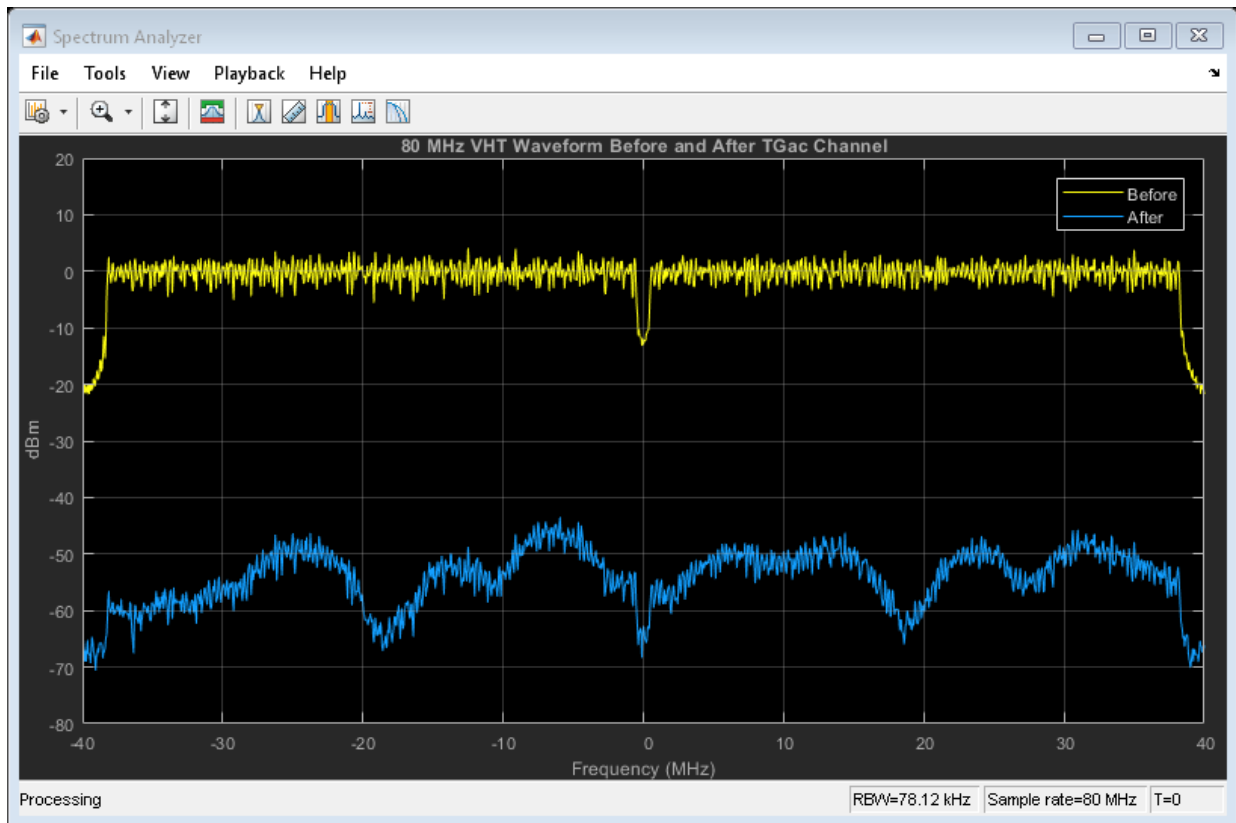 Spectrum Analyzer
File Tools View Playback Help
80 MHz VHT Waveform Before and After TGac Channel
Before
After
20
10
0
-10
-20
-30
-40
-50
-60
-70
-80
dBm
-40 -30 -20 -10 0 10 20 30 40
Frequency (MHz)
Processing RBW=78.12 kHz Sample rate=80 MHz T=0